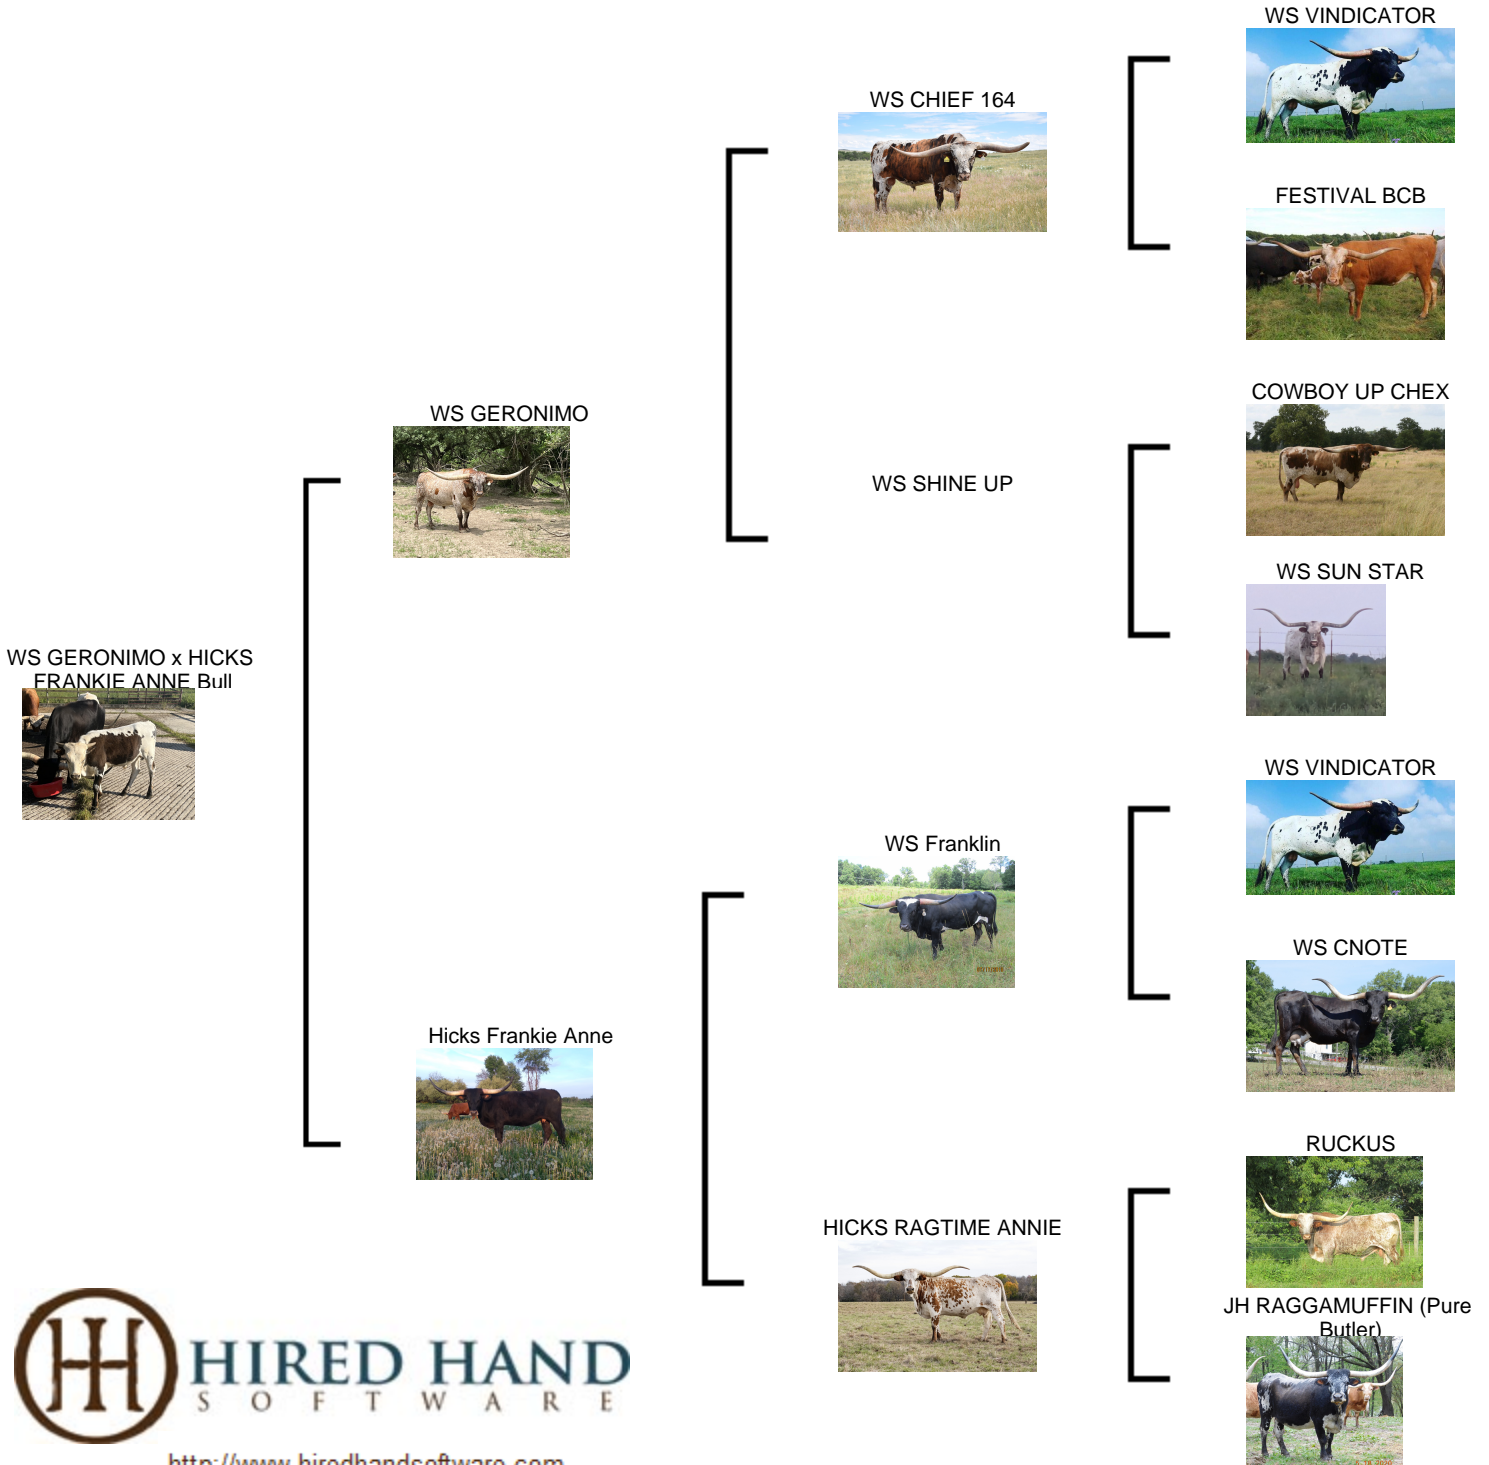 WS VINDICATOR
WS CHIEF 164
FESTIVAL BCB
WS GERONIMO
COWBOY UP CHEX
WS SHINE UP
WS SUN STAR
WS GERONIMO x HICKS
FRANKIE ANNE Bull
WS VINDICATOR
WS Franklin
WS CNOTE
Hicks Frankie Anne
RUCKUS
HICKS RAGTIME ANNIE
JH RAGGAMUFFIN (Pure
Butler)
HIRED HAND
SOFTWARE
http://www.hiredhandsoftware.com